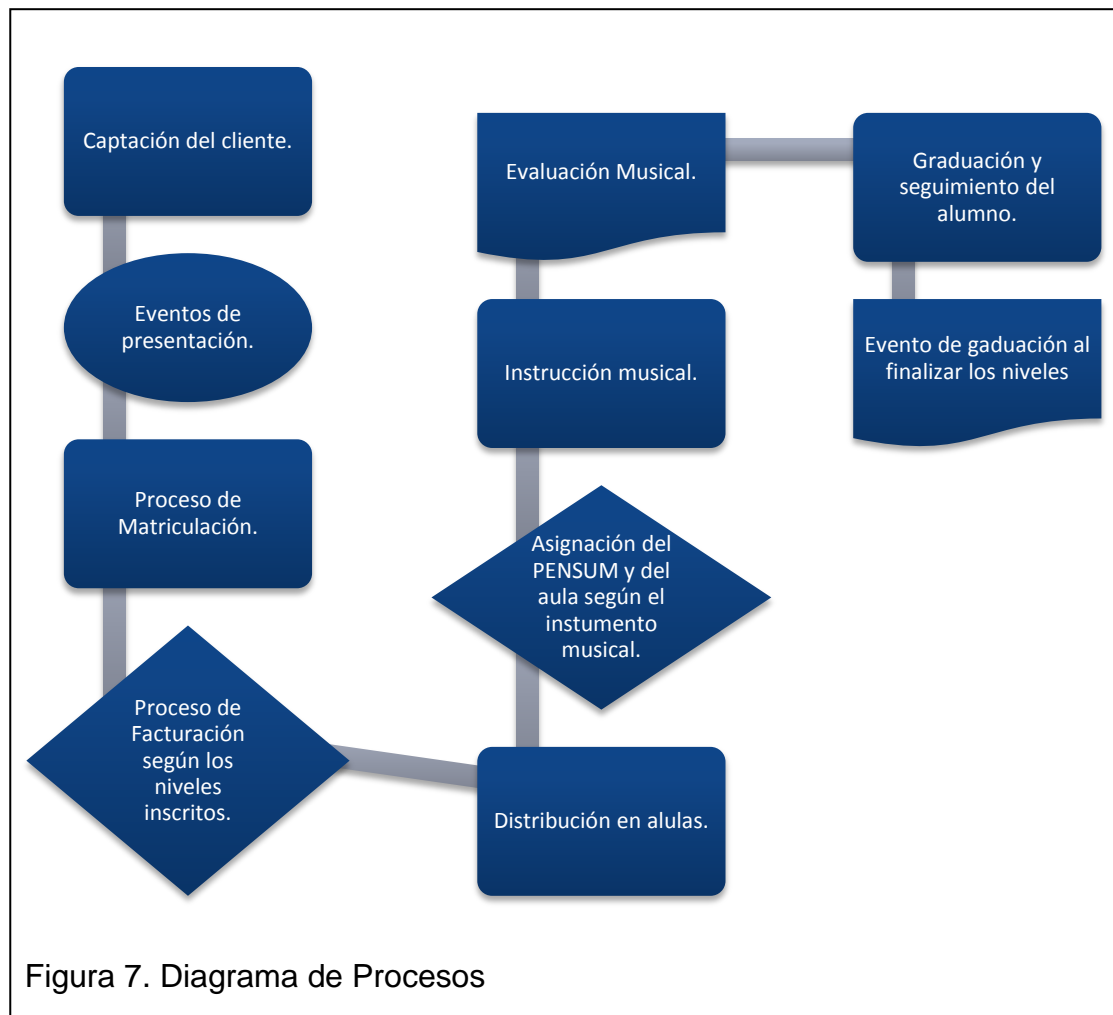 Captación del cliente.
Eventos de
presentación.
Proceso de
Matriculación.
Proceso de
Facturación
según los
niveles
inscritos.
Distribución en alulas.
Asignación del
PENSUM y del
aula según el
instumento
musical.
Instrucción musical.
Evaluación Musical.
Graduación y
seguimiento del
alumno.
Evento de gaduación al
finalizar los niveles
Figura 7. Diagrama de Procesos